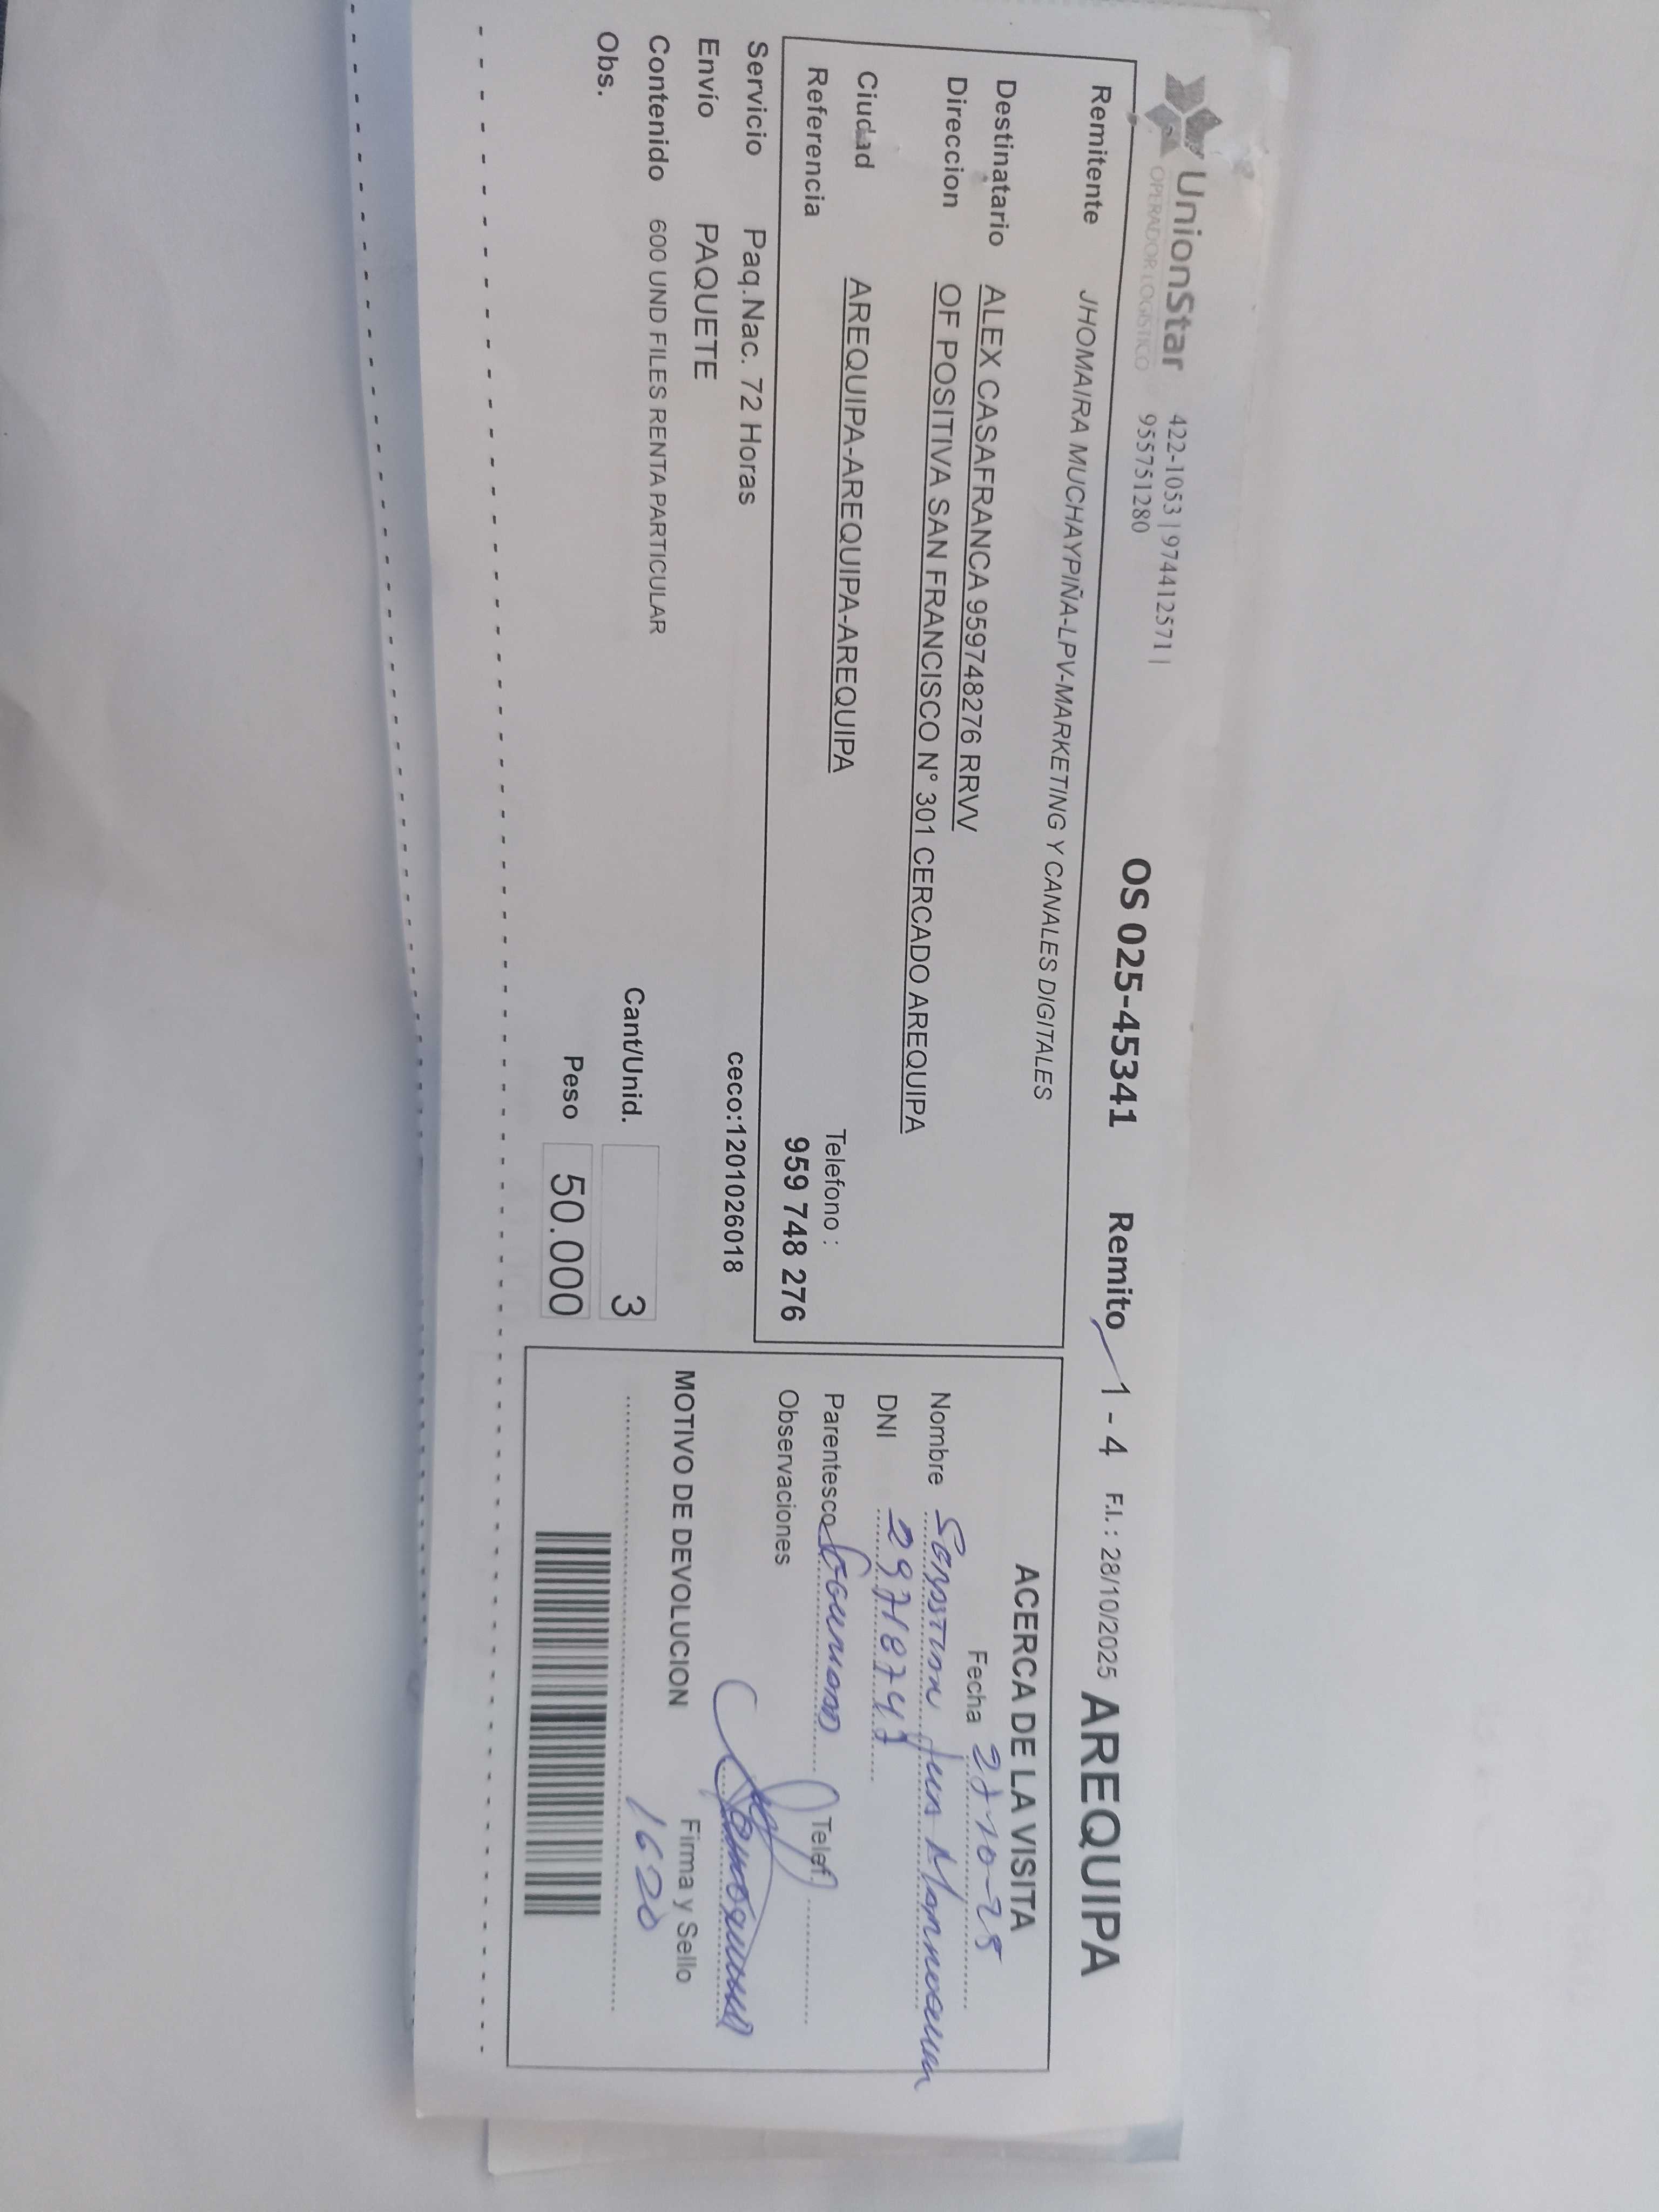 UnionStar
OPERADOR LOGISTICO
422-1053 | 974412571 |
955751280
OS 025-45341 Remito 1 - 4 F.I. : 28/10/2025 AREQUIPA
Remitente JHOMAIRA MUCHAYPIÑA-LPV-MARKETING Y CANALES DIGITALES
Destinatario ALEX CASAFRANCA 959748276 RRVV
Direccion OF POSITIVA SAN FRANCISCO N° 301 CERCADO AREQUIPA
Ciudad AREQUIPA-AREQUIPA-AREQUIPA
Referencia
Telefono :
959 748 276
Servicio Paq.Nac. 72 Horas ceco:1201026018
Envío PAQUETE
Contenido 600 UND FILES RENTA PARTICULAR
Cant/Unid. 3
Obs.
Peso 50.000
ACERCA DE LA VISITA
Fecha
Nombre
DNI 29718747
Parentesco
Telef.
Observaciones
MOTIVO DE DEVOLUCION Firma y Sello
1620